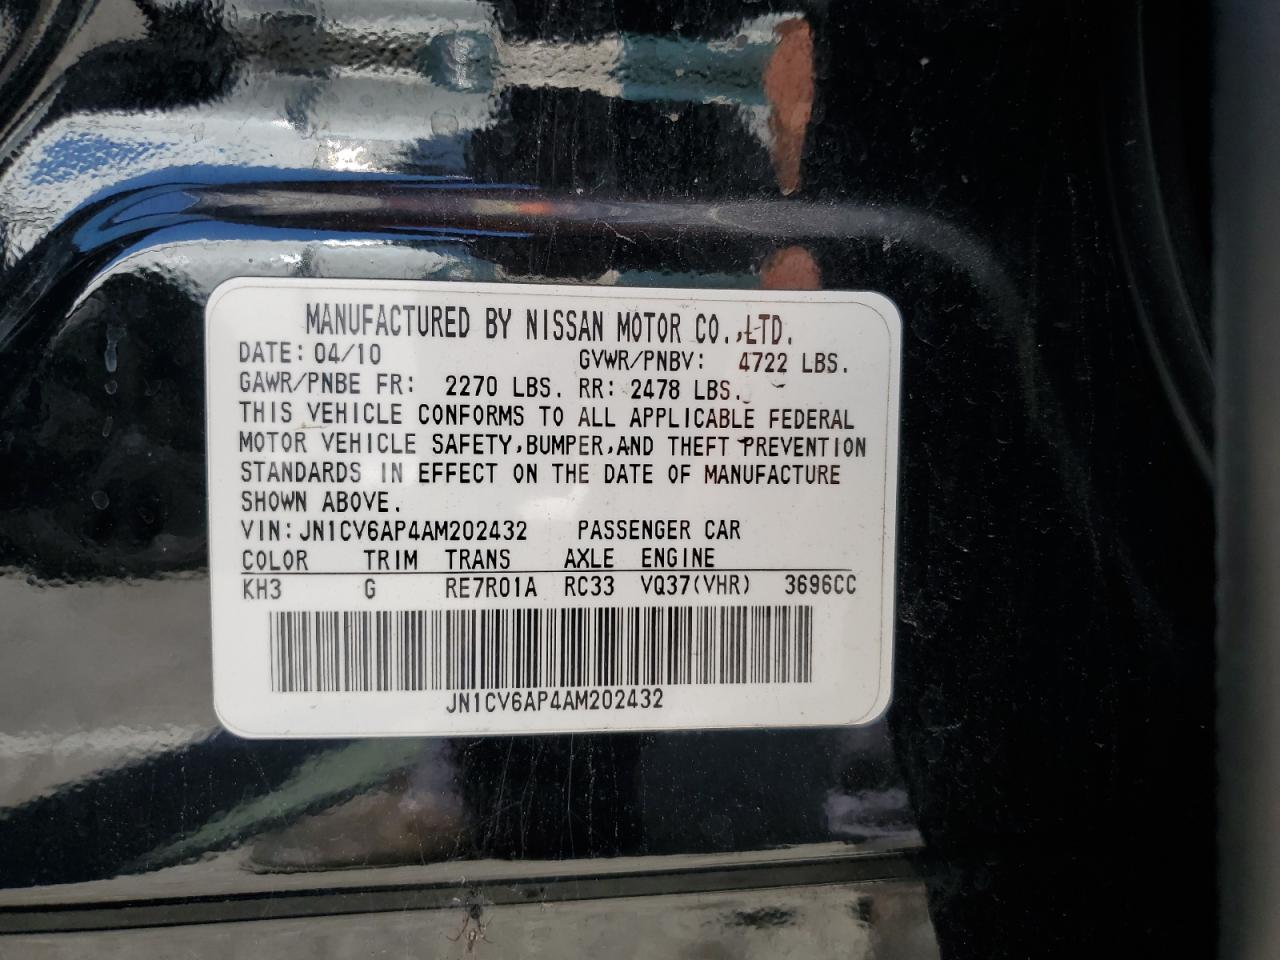 MANUFACTURED BY NISSAN MOTOR CO.,LTD.
DATE: 04/10 GVWR/PNBV: 4722 LBS.
GAWR/PNBE FR: 2270 LBS. RR: 2478 LBS.
THIS VEHICLE CONFORMS TO ALL APPLICABLE FEDERAL
MOTOR VEHICLE SAFETY,BUMPER,AND THEFT PREVENTION
STANDARDS IN EFFECT ON THE DATE OF MANUFACTURE
SHOWN ABOVE.
VIN:JN1CV6AP4AM202432 PASSENGER CAR
COLOR TRIM TRANS AXLE ENGINE
KH3 G RE7R01A RC33 VQ37(VHR) 3696CC
JN1CV6AP4AM202432